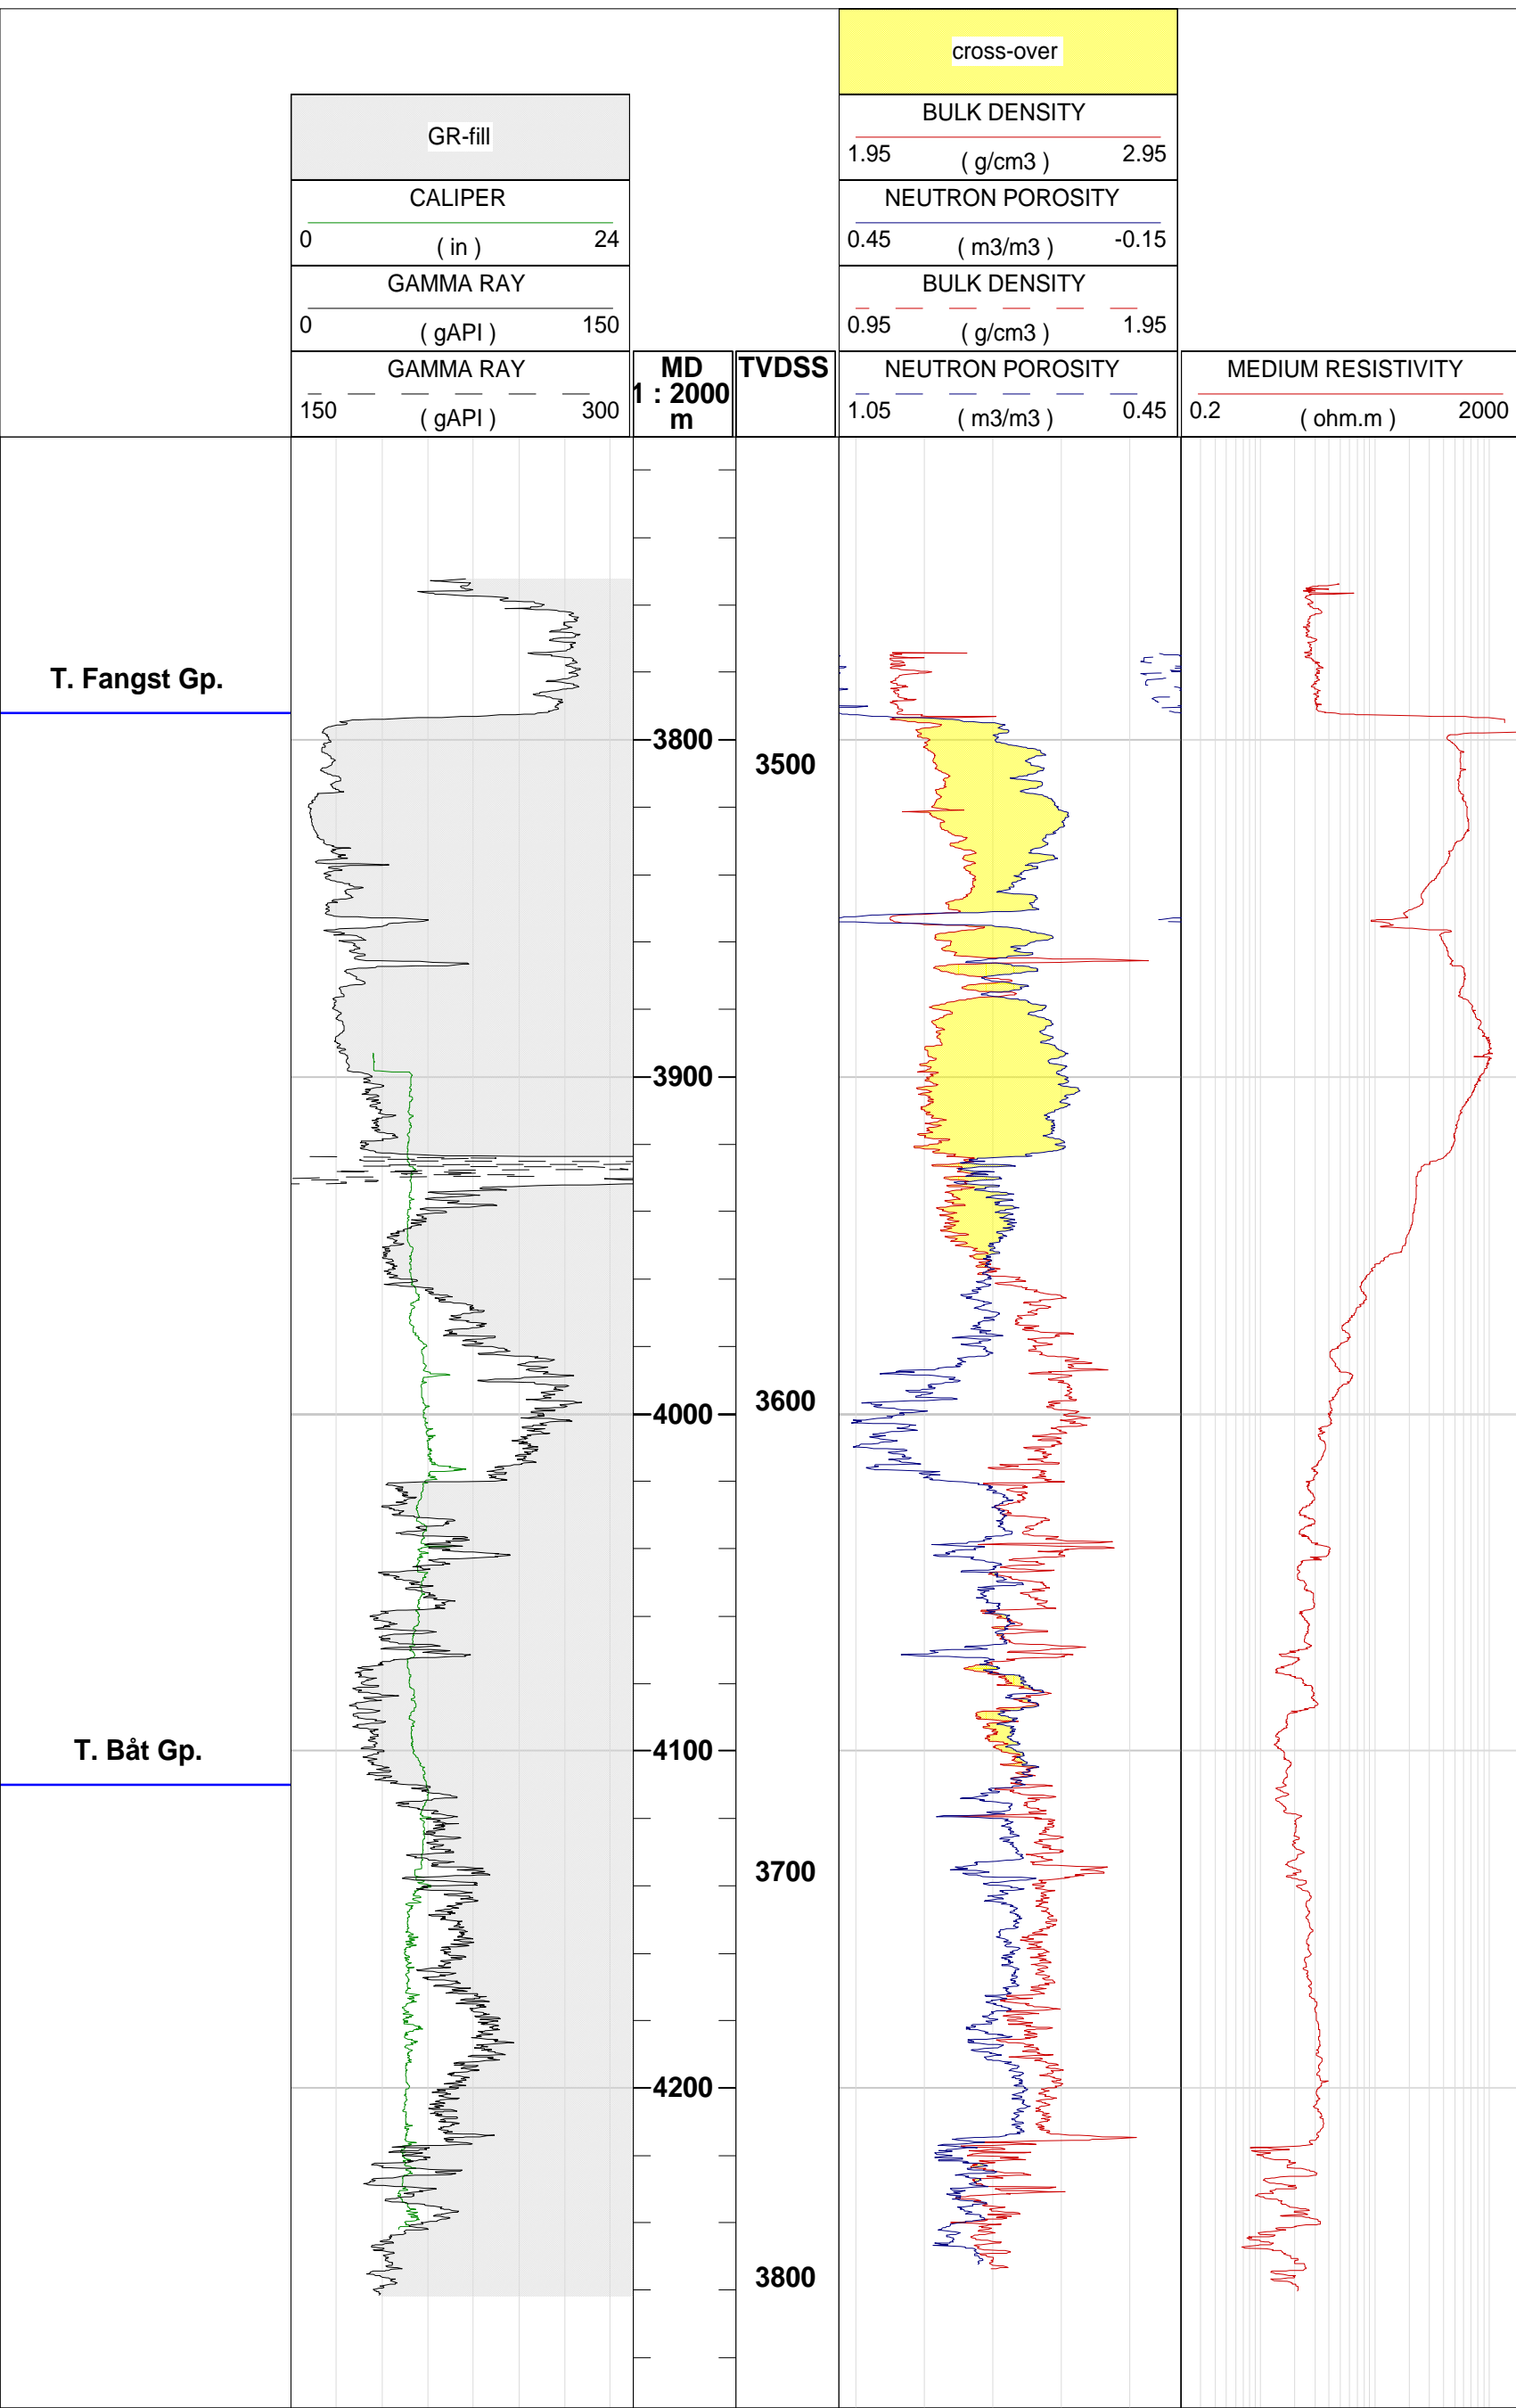 cross-over
BULK DENSITY
1.95 ( g/cm3 ) 2.95
GR-fill
CALIPER
0 ( in ) 24
NEUTRON POROSITY
0.45 ( m3/m3 ) -0.15
GAMMA RAY
0 ( gAPI ) 150
BULK DENSITY
0.95 ( g/cm3 ) 1.95
GAMMA RAY
150 ( gAPI ) 300
MD
1 : 2000
m
TVDSS
NEUTRON POROSITY
1.05 ( m3/m3 ) 0.45
MEDIUM RESISTIVITY
0.2 ( ohm.m ) 2000
T. Fangst Gp.
3800
3500
3900
4000
3600
T. Båt Gp.
4100
3700
4200
3800